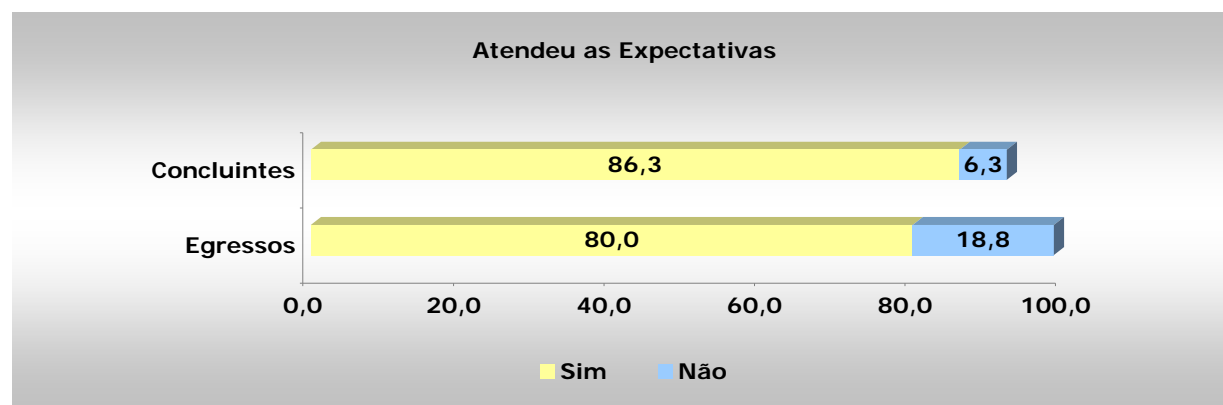 Atendeu as Expectativas
Concluintes 86,3 6,3
Egressos 80,0 18,8
0,0 20,0 40,0 60,0 80,0 100,0
Sim Não